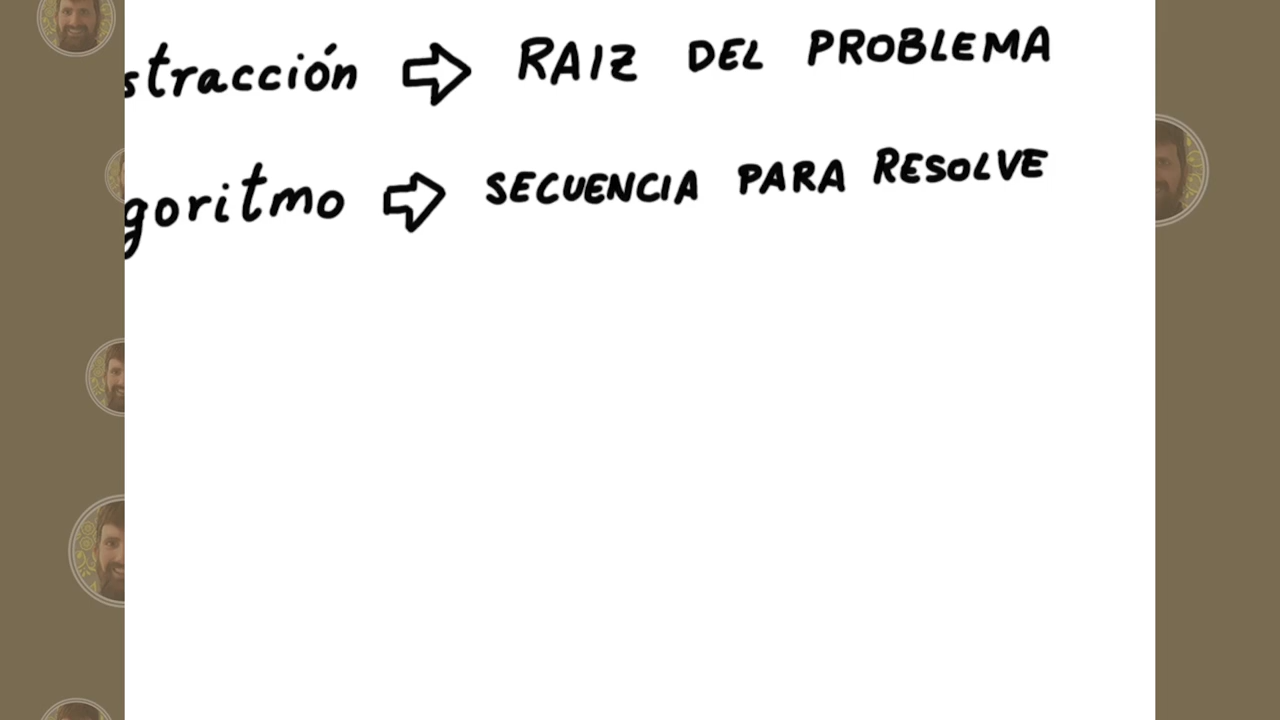 stracción ⇨ RAIZ DEL PROBLEMA
goritmo ⇨ SECUENCIA PARA RESOLVE